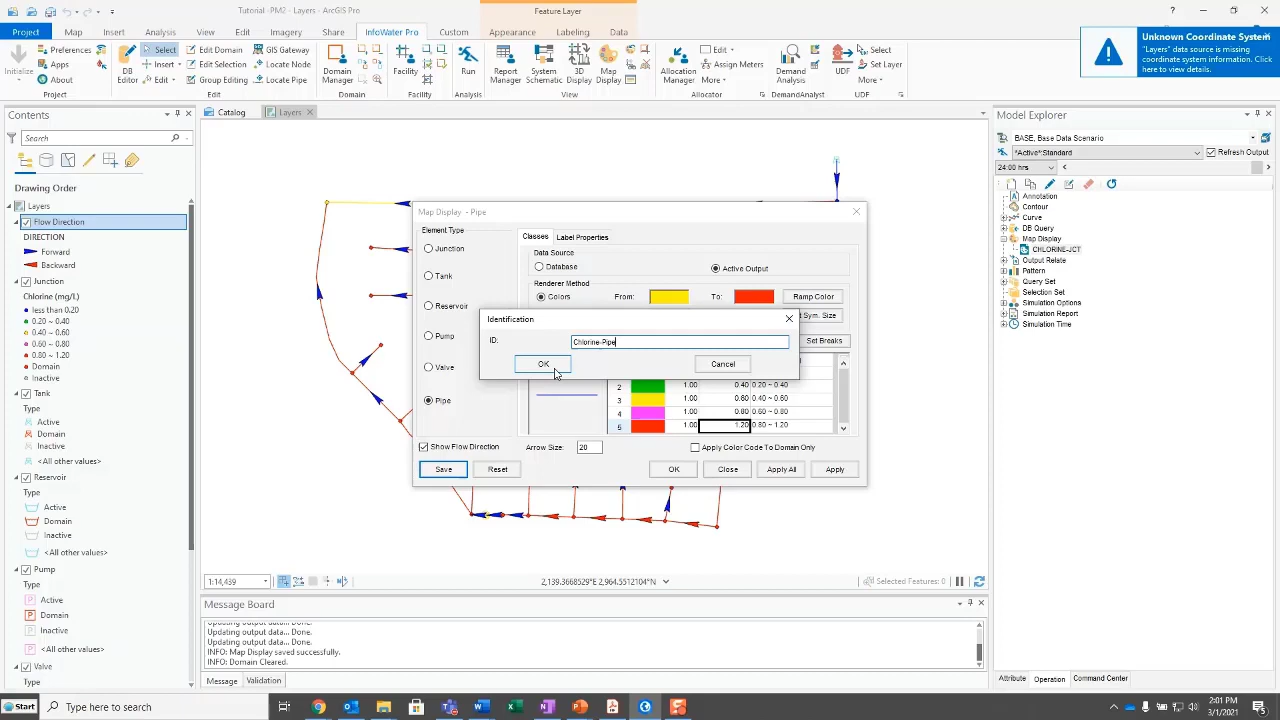 Tutorial -PM2 - Layers - ArcGIS Pro
Feature Layer
Project
Map
Insert
Analysis
View
Edit
Imagery
Share
InfoWater Pro
Custom
Appearance
Labeling
Data
Unknown Coordinate System
"Layers" data source is missing
coordinate system information. Click
here to view details.
Initialize
Preferences
Apps
About
Project
DB
Editor
Select
Insert
Edit
Edit Domain
Edit Selection
Group Editing
Edit
GIS Gateway
Locate Node
Locate Pipe
Domain
Manager
Domain
Facility
Facility
Run
Analysis
Report
Manager
System
Schematic
3D
Display
Map
Display
View
Allocation
Manager
Edit
Assign Meters
More
Allocator
Demand
Analyst
DemandAnalyst
UDF
Select
Set Layer
More
UDF
Contents
Search
Drawing Order
Layers
Flow Direction
DIRECTION
Forward
Backward
Junction
Chlorine (mg/L)
less than 0.20
0.20 ~ 0.40
0.40 ~ 0.60
0.60 ~ 0.80
0.80 ~ 1.20
Domain
Inactive
Tank
Type
Active
Domain
Inactive
<All other values>
Reservoir
Type
Active
Domain
Inactive
<All other values>
Pump
Type
Active
Domain
Inactive
<All other values>
Valve
Catalog
Layers
Map Display - Pipe
Element Type
Junction
Tank
Reservoir
Pump
Valve
Pipe
Classes
Label Properties
Data Source
Database
Active Output
Renderer Method
Colors
From:
To:
Ramp Color
Sym. Size
Set Breaks
Identification
ID:
Chlorine-Pipe
OK
Cancel
2 1.00 0.40 0.20 ~ 0.40
3 1.00 0.60 0.40 ~ 0.60
4 1.00 0.80 0.60 ~ 0.80
5 1.00 1.20 0.80 ~ 1.20
Show Flow Direction
Arrow Size:
20
Apply Color Code To Domain Only
Save
Reset
OK
Close
Apply All
Apply
1:14,439
2,139.3668529°E 2,964.5512104°N
Selected Features: 0
Message Board
Updating output data... Done.
Updating output data... Done.
Updating output data... Done.
INFO: Map Display saved successfully.
INFO: Domain Cleared.
Message
Validation
Model Explorer
BASE, Base Data Scenario
*Active*:Standard
Refresh Output
24:00 hrs
Annotation
Contour
Curve
DB Query
Map Display
CHLORINE-JCT
Output Relate
Pattern
Query Set
Selection Set
Simulation Options
Simulation Report
Simulation Time
Attribute
Operation
Command Center
Start
Type here to search
2:01 PM
3/1/2021